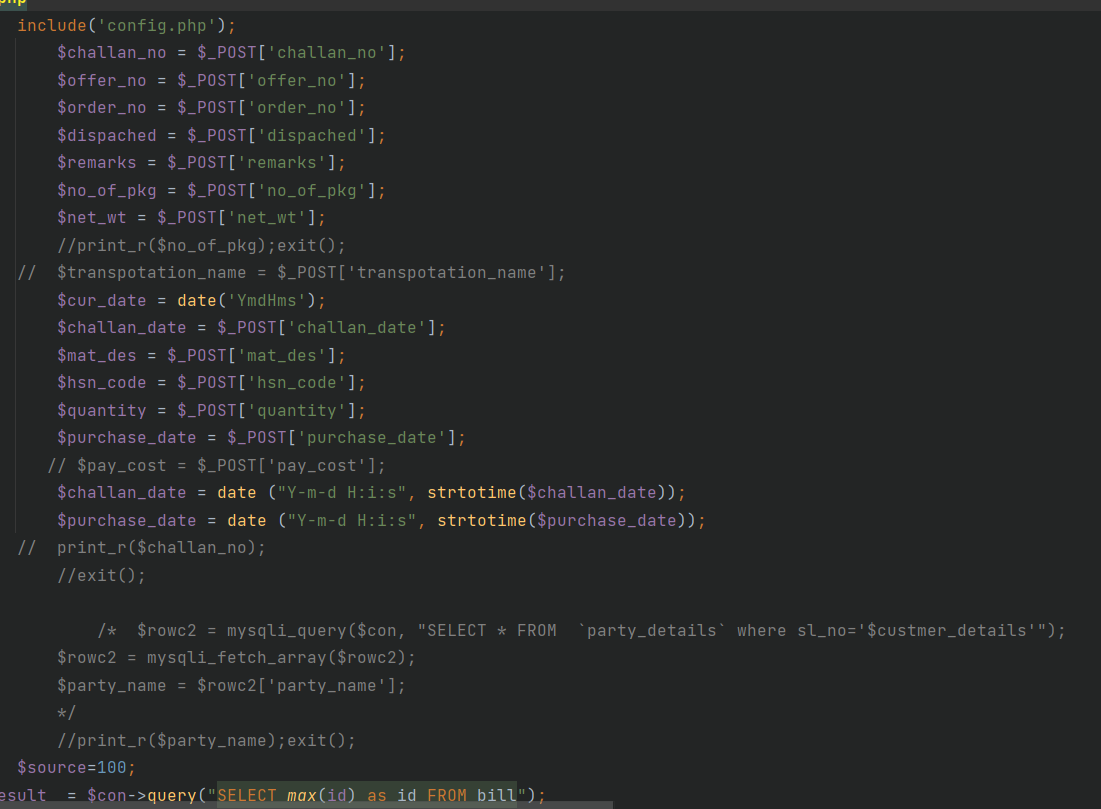 php
include('config.php');
$challan_no = $_POST['challan_no'];
$offer_no = $_POST['offer_no'];
$order_no = $_POST['order_no'];
$dispached = $_POST['dispached'];
$remarks = $_POST['remarks'];
$no_of_pkg = $_POST['no_of_pkg'];
$net_wt = $_POST['net_wt'];
//print_r($no_of_pkg);exit();
//  $transpotation_name = $_POST['transpotation_name'];
$cur_date = date('YmdHms');
$challan_date = $_POST['challan_date'];
$mat_des = $_POST['mat_des'];
$hsn_code = $_POST['hsn_code'];
$quantity = $_POST['quantity'];
$purchase_date = $_POST['purchase_date'];
// $pay_cost = $_POST['pay_cost'];
$challan_date = date ("Y-m-d H:i:s", strtotime($challan_date));
$purchase_date = date ("Y-m-d H:i:s", strtotime($purchase_date));
//  print_r($challan_no);
//exit();
/*  $rowc2 = mysqli_query($con, "SELECT * FROM  `party_details` where sl_no='$custmer_details'");
$rowc2 = mysqli_fetch_array($rowc2);
$party_name = $rowc2['party_name'];
*/
//print_r($party_name);exit();
$source=100;
esult  = $con->query("SELECT max(id) as id FROM bill");